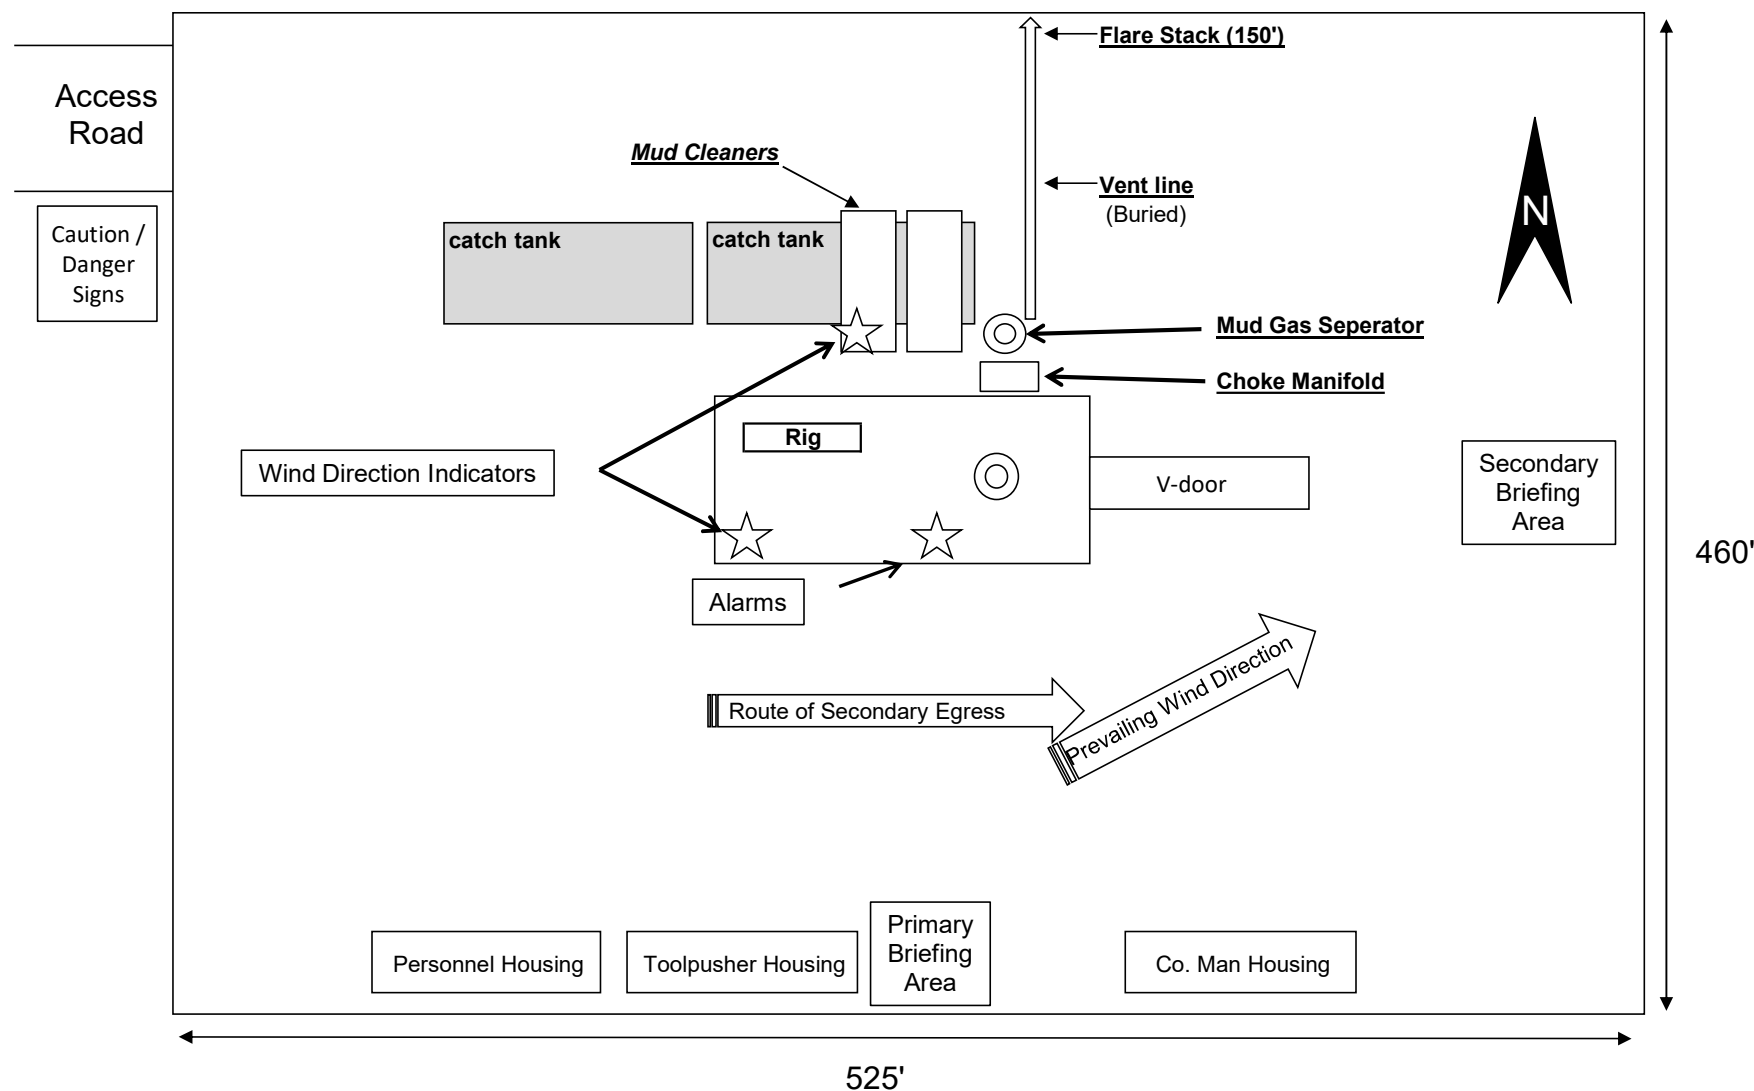 Flare Stack (150')
Access
Road
Mud Cleaners
Vent line
(Buried)
N
Caution /
Danger
Signs
catch tank
catch tank
Mud Gas Seperator
Choke Manifold
Rig
Wind Direction Indicators
V-door
Secondary
Briefing
Area
460'
Alarms
Route of Secondary Egress
Prevailing Wind Direction
Personnel Housing
Toolpusher Housing
Primary
Briefing
Area
Co. Man Housing
525'